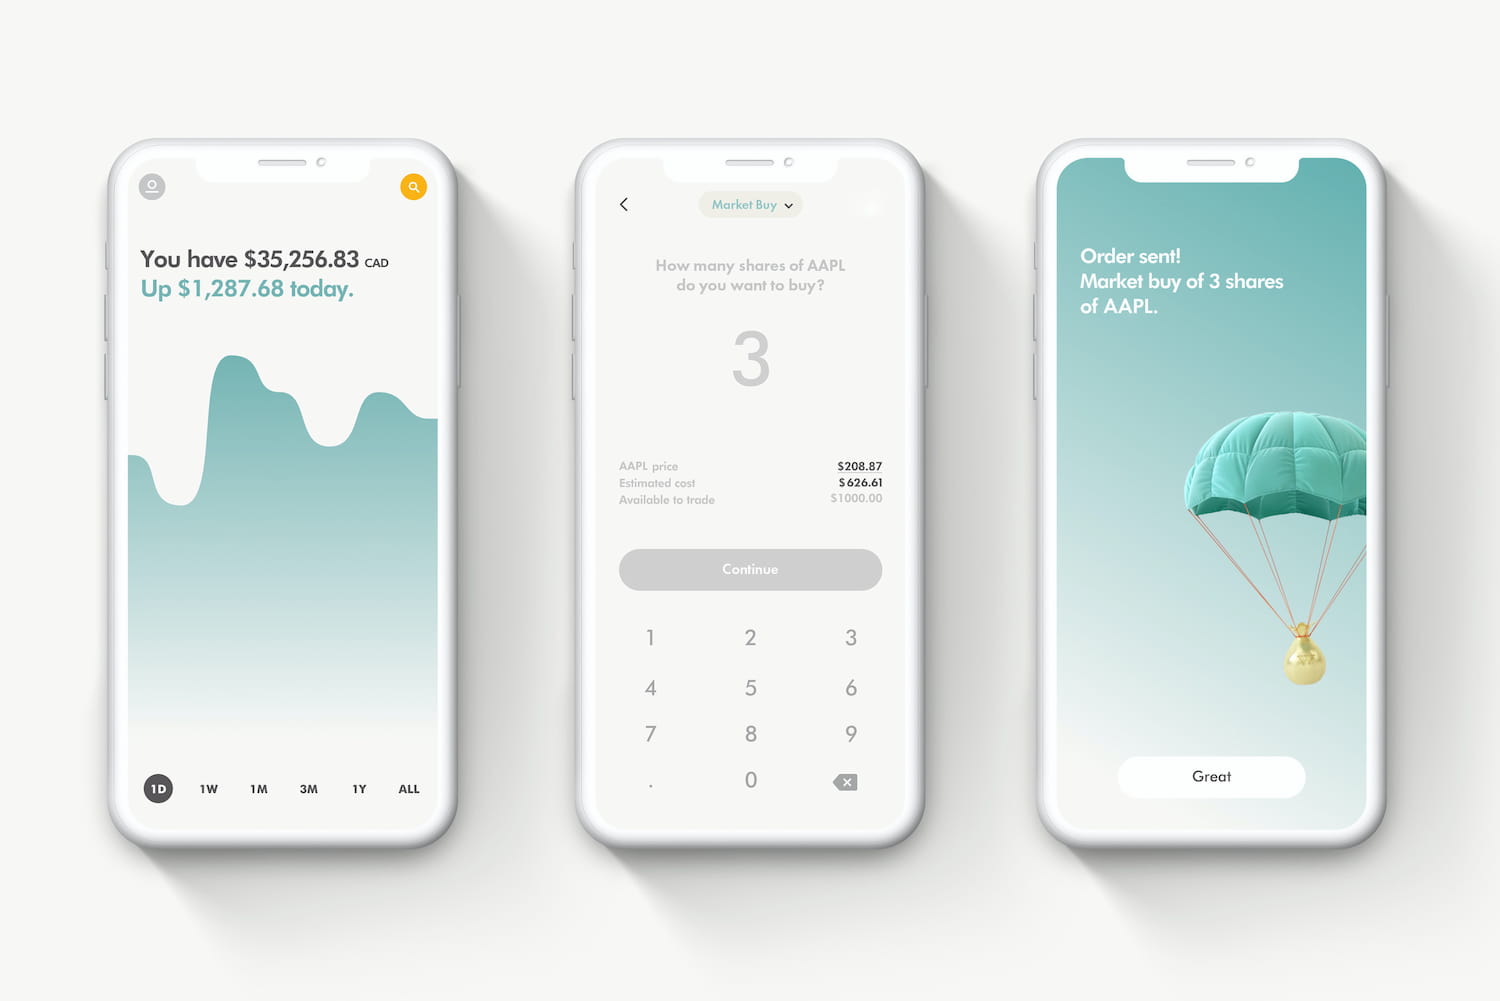 You have $35,256.83 CAD
Up $1,287.68 today.
1D 1W 1M 3M 1Y ALL
Market Buy
How many shares of AAPL
do you want to buy?
3
AAPL price $208.87
Estimated cost $626.61
Available to trade $1000.00
Continue
1 2 3
4 5 6
7 8 9
. 0
Order sent!
Market buy of 3 shares
of AAPL.
Great